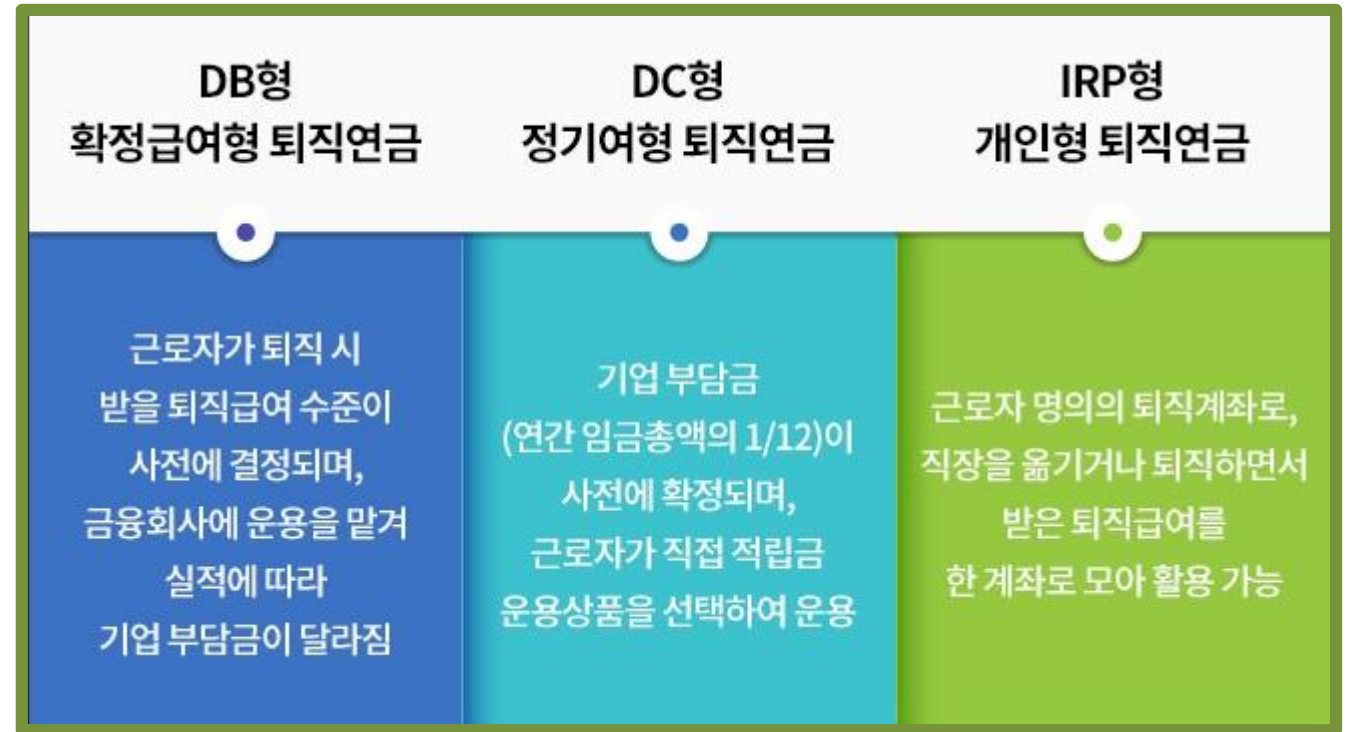 DB형
확정급여형 퇴직연금
근로자가 퇴직 시
받을 퇴직급여 수준이
사전에 결정되며,
금융회사에 운용을 맡겨
실적에 따라
기업 부담금이 달라짐
DC형
정기여형 퇴직연금
기업 부담금
(연간 임금총액의 1/12)이
사전에 확정되며,
근로자가 직접 적립금
운용상품을 선택하여 운용
IRP형
개인형 퇴직연금
근로자 명의의 퇴직계좌로,
직장을 옮기거나 퇴직하면서
받은 퇴직급여를
한 계좌로 모아 활용 가능